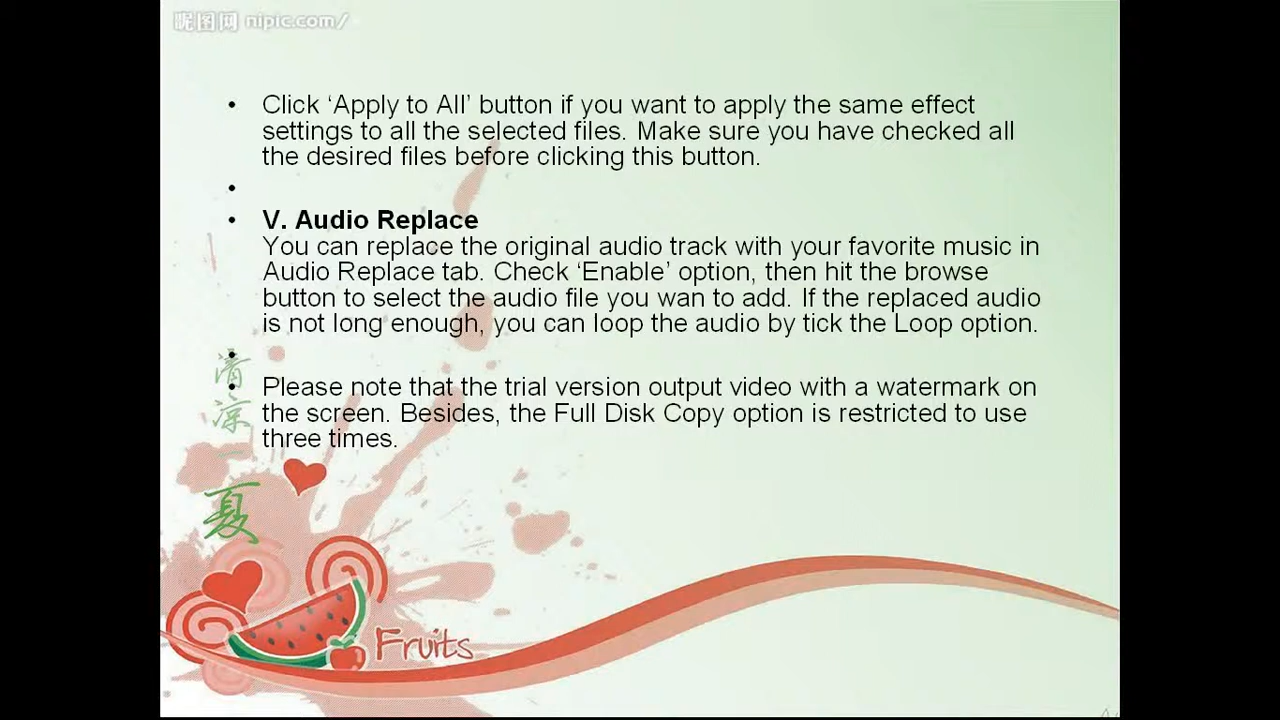 昵图网 nipic.com/
• Click ‘Apply to All’ button if you want to apply the same effect
settings to all the selected files. Make sure you have checked all
the desired files before clicking this button.
•
• V. Audio Replace
You can replace the original audio track with your favorite music in
Audio Replace tab. Check ‘Enable’ option, then hit the browse
button to select the audio file you wan to add. If the replaced audio
is not long enough, you can loop the audio by tick the Loop option.
•
• Please note that the trial version output video with a watermark on
the screen. Besides, the Full Disk Copy option is restricted to use
three times.
清凉一夏
Fruits